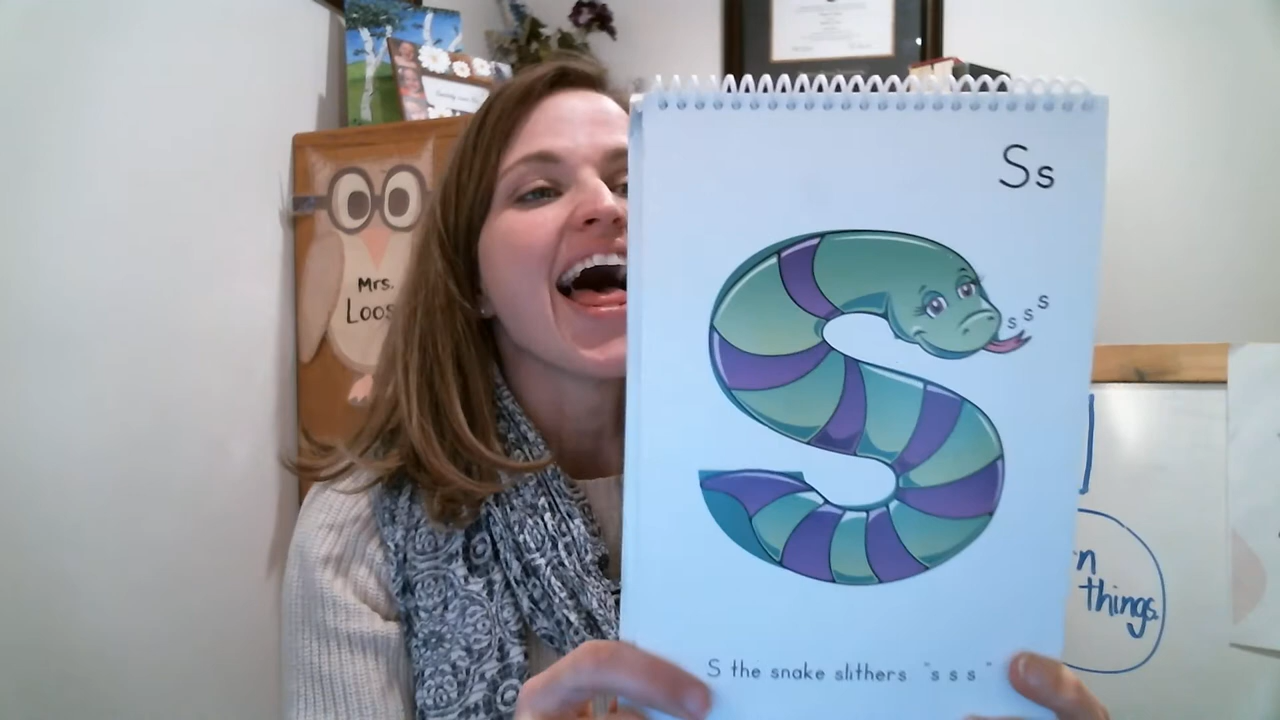 Ss
s s s
S the snake slithers "s s s"
Mrs.
Loos
n
things.